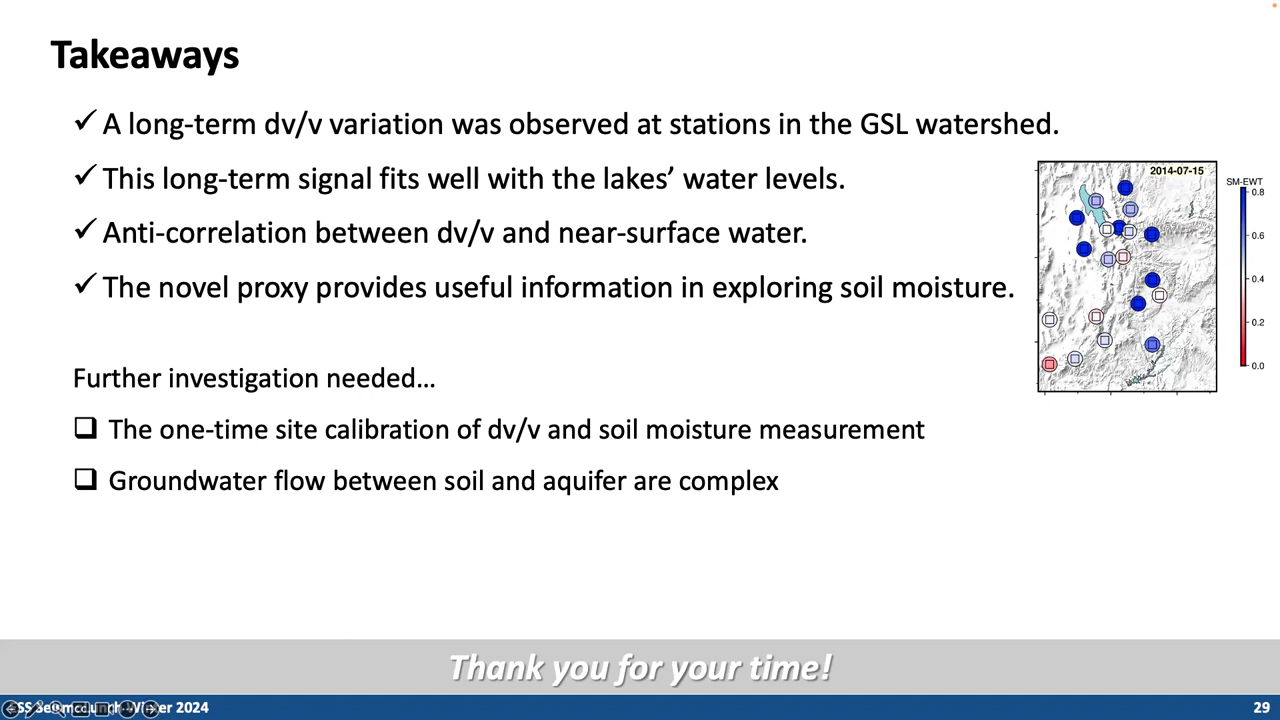 Takeaways
✓ A long-term dv/v variation was observed at stations in the GSL watershed.
✓ This long-term signal fits well with the lakes’ water levels.
✓ Anti-correlation between dv/v and near-surface water.
✓ The novel proxy provides useful information in exploring soil moisture.
2014-07-15
SM-EWT
0.8
0.6
0.4
0.2
0.0
Further investigation needed…
❑ The one-time site calibration of dv/v and soil moisture measurement
❑ Groundwater flow between soil and aquifer are complex
Thank you for your time!
2024
29